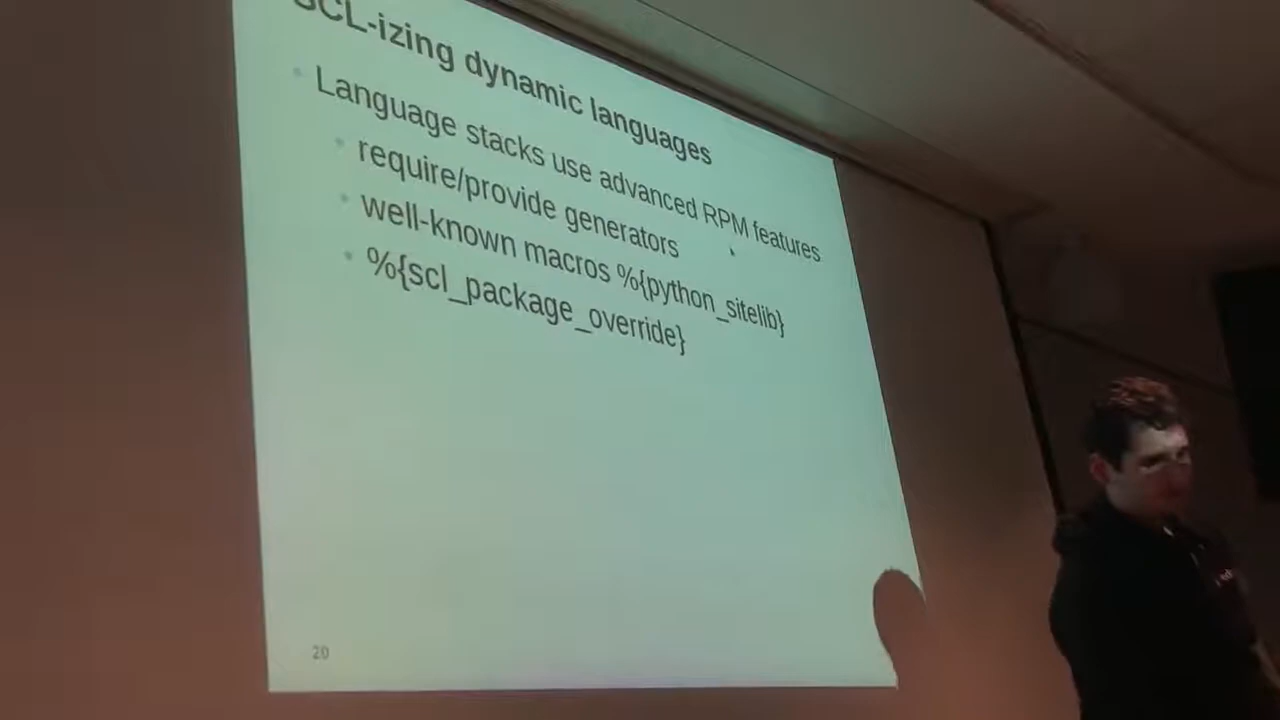 SCL-izing dynamic languages
Language stacks use advanced RPM features
require/provide generators
well-known macros %{python_sitelib}
%{scl_package_override}
20